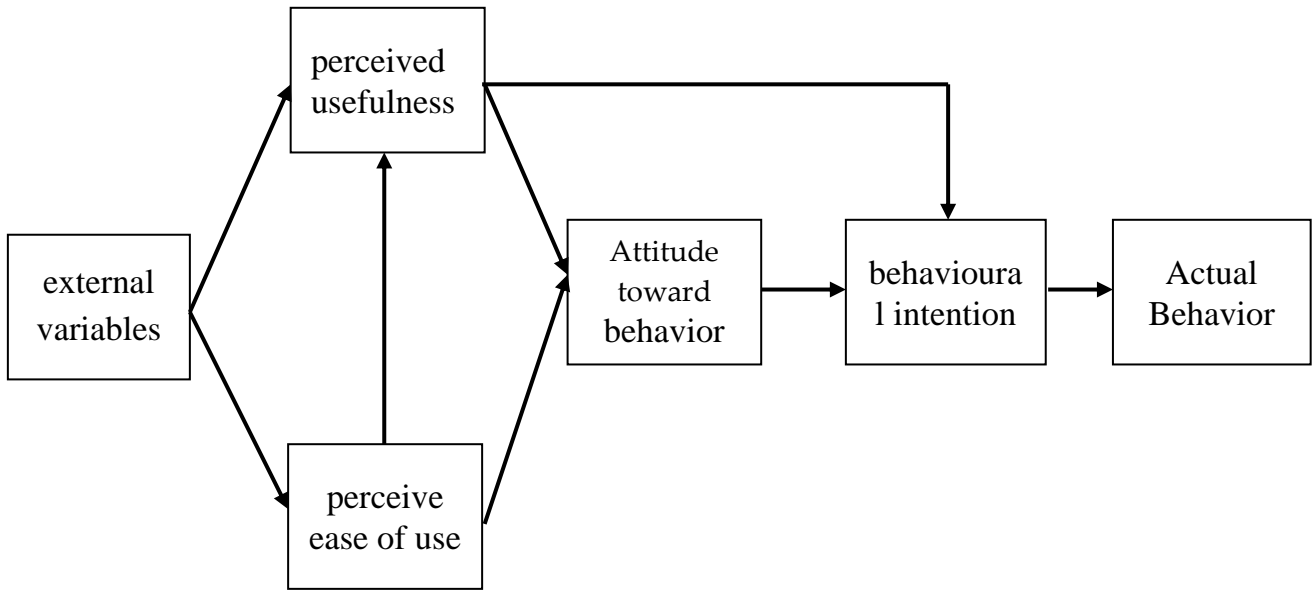 perceived
usefulness
external
variables
perceive
ease of use
Attitude
toward
behavior
behavioura
l intention
Actual
Behavior